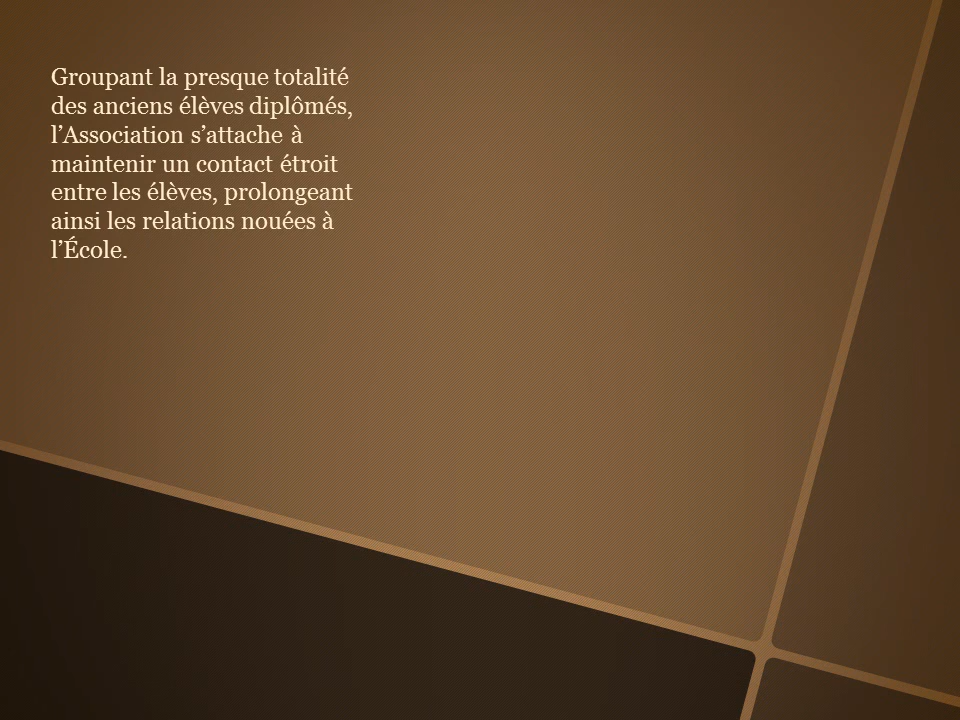 Groupant la presque totalité
des anciens élèves diplômés,
l’Association s’attache à
maintenir un contact étroit
entre les élèves, prolongeant
ainsi les relations nouées à
l’École.